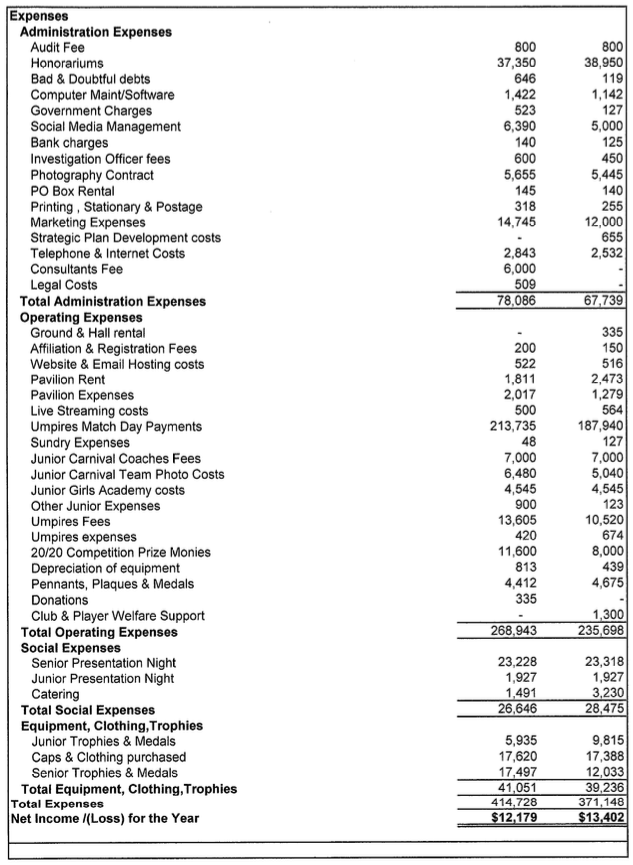 Expenses
Administration Expenses
Audit Fee 800 800
Honorariums 37,350 38,950
Bad & Doubtful debts 646 119
Computer Maint/Software 1,422 1,142
Government Charges 523 127
Social Media Management 6,390 5,000
Bank charges 140 125
Investigation Officer fees 600 450
Photography Contract 5,655 5,445
PO Box Rental 145 140
Printing , Stationary & Postage 318 255
Marketing Expenses 14,745 12,000
Strategic Plan Development costs - 655
Telephone & Internet Costs 2,843 2,532
Consultants Fee 6,000 -
Legal Costs 509 -
Total Administration Expenses 78,086 67,739
Operating Expenses
Ground & Hall rental - 335
Affiliation & Registration Fees 200 150
Website & Email Hosting costs 522 516
Pavilion Rent 1,811 2,473
Pavilion Expenses 2,017 1,279
Live Streaming costs 500 564
Umpires Match Day Payments 213,735 187,940
Sundry Expenses 48 127
Junior Carnival Coaches Fees 7,000 7,000
Junior Carnival Team Photo Costs 6,480 5,040
Junior Girls Academy costs 4,545 4,545
Other Junior Expenses 900 123
Umpires Fees 13,605 10,520
Umpires expenses 420 674
20/20 Competition Prize Monies 11,600 8,000
Depreciation of equipment 813 439
Pennants, Plaques & Medals 4,412 4,675
Donations 335 -
Club & Player Welfare Support - 1,300
Total Operating Expenses 268,943 235,698
Social Expenses
Senior Presentation Night 23,228 23,318
Junior Presentation Night 1,927 1,927
Catering 1,491 3,230
Total Social Expenses 26,646 28,475
Equipment, Clothing,Trophies
Junior Trophies & Medals 5,935 9,815
Caps & Clothing purchased 17,620 17,388
Senior Trophies & Medals 17,497 12,033
Total Equipment, Clothing,Trophies 41,051 39,236
Total Expenses 414,728 371,148
Net Income /(Loss) for the Year $12,179 $13,402